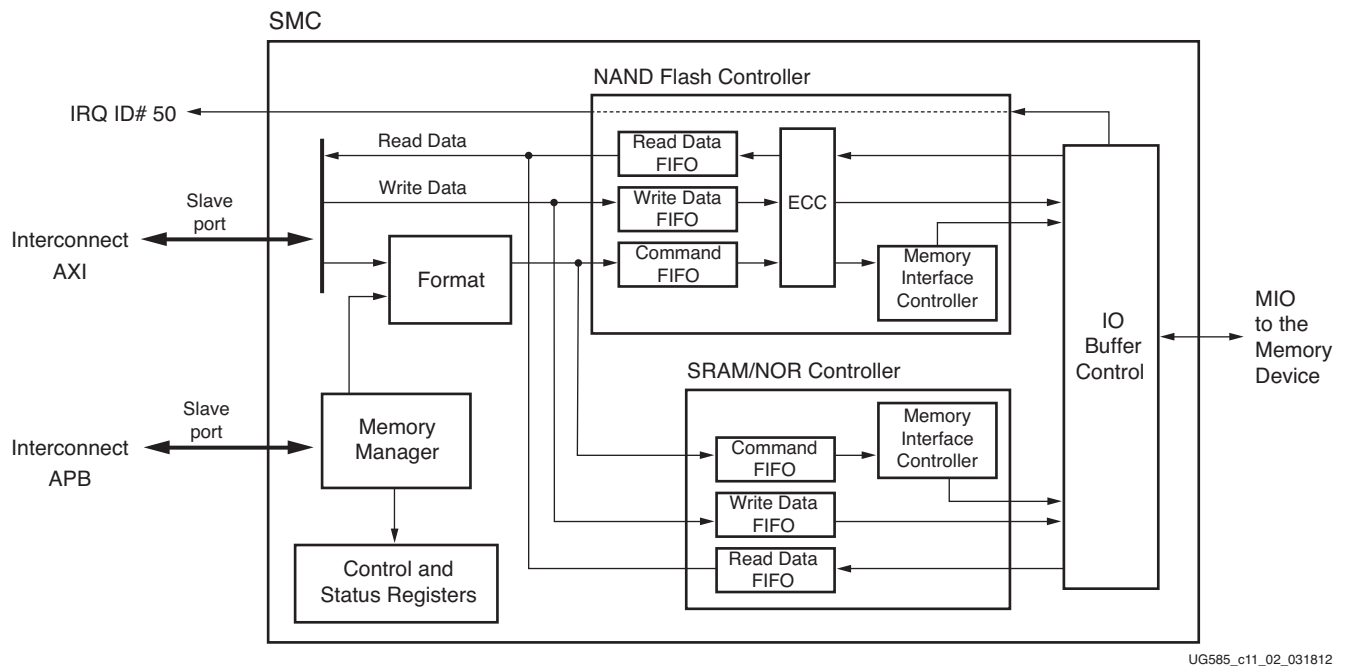 SMC
NAND Flash Controller
IRQ ID# 50
Read Data
Read Data
FIFO
Write Data
Write Data
FIFO
ECC
Slave
port
Interconnect
AXI
Format
Command
FIFO
Memory
Interface
Controller
IO
Buffer
Control
MIO
to the
Memory
Device
SRAM/NOR Controller
Slave
port
Interconnect
APB
Memory
Manager
Command
FIFO
Memory
Interface
Controller
Write Data
FIFO
Read Data
FIFO
Control and
Status Registers
UG585_c11_02_031812